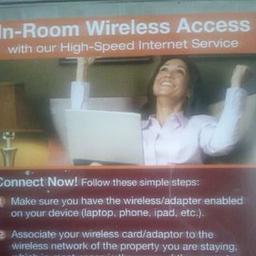 In-Room Wireless Access
with our High-Speed Internet Service
Connect Now! Follow these simple steps:
1 Make sure you have the wireless/adapter enabled
on your device (laptop, phone, ipad, etc.).
2 Associate your wireless card/adaptor to the
wireless network of the property you are staying,